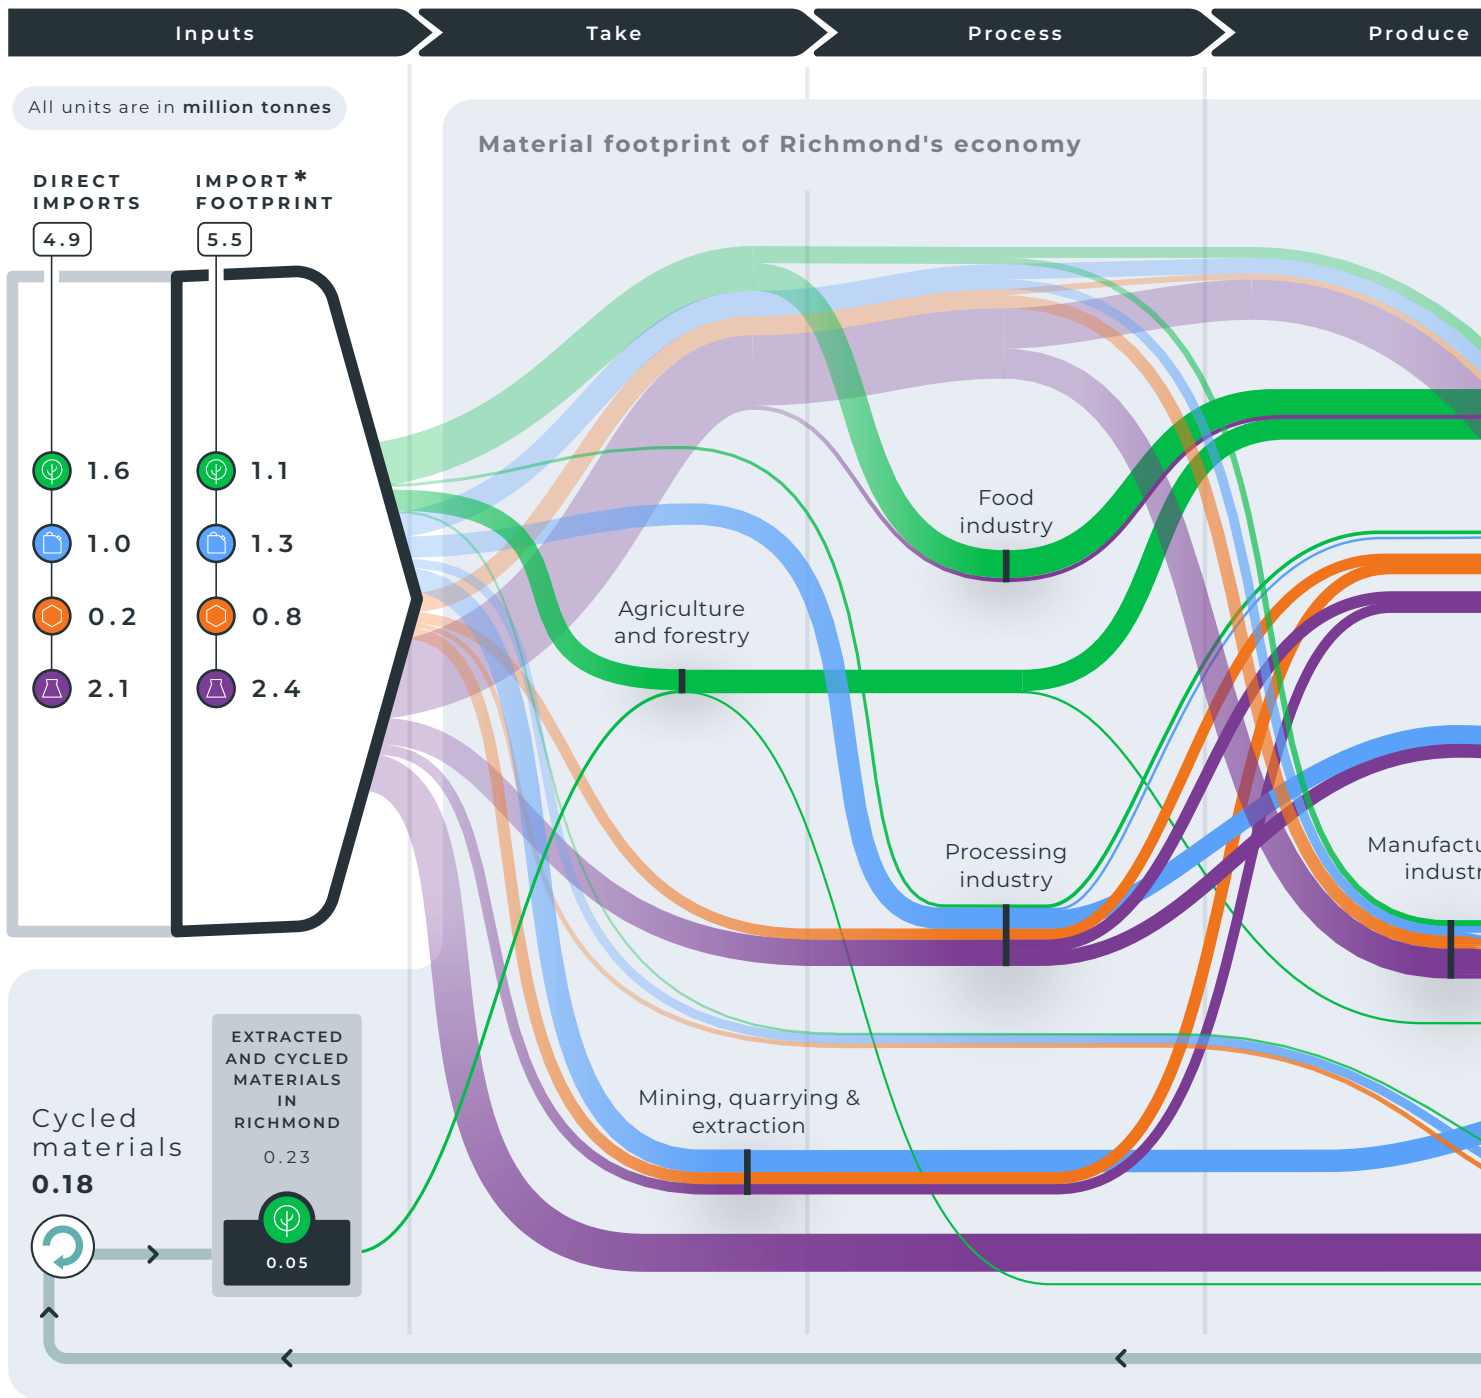 Inputs
Take
Process
Produce
All units are in million tonnes
Material footprint of Richmond's economy
DIRECT
IMPORTS
4.9
IMPORT*
FOOTPRINT
5.5
1.6
1.1
1.0
1.3
0.2
0.8
2.1
2.4
Food
industry
Agriculture
and forestry
Processing
industry
Mining, quarrying &
extraction
Cycled
materials
0.18
EXTRACTED
AND CYCLED
MATERIALS
IN
RICHMOND
0.23
0.05